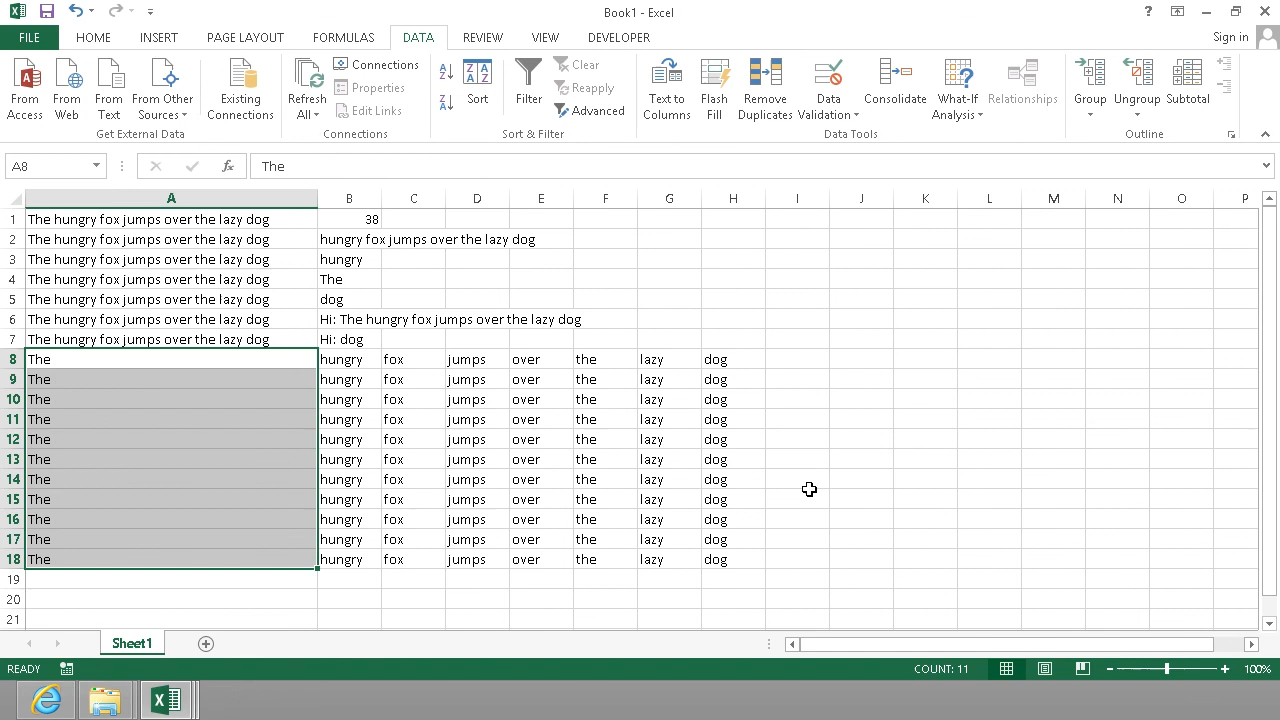 Book1 - Excel
?
FILE HOME INSERT PAGE LAYOUT FORMULAS DATA REVIEW VIEW DEVELOPER Sign in
From Access
From Web
From Text
From Other Sources
Existing Connections
Get External Data
Refresh All
Connections
Properties
Edit Links
Connections
A Z
Z A
Z A A Z
Sort
Filter
Clear
Reapply
Advanced
Sort & Filter
Text to Columns
Flash Fill
Remove Duplicates
Data Validation
Consolidate
What-If Analysis
Relationships
Data Tools
Group
Ungroup
Subtotal
Outline
A8 fx The
A B C D E F G H I J K L M N O P
1 The hungry fox jumps over the lazy dog 38
2 The hungry fox jumps over the lazy dog hungry fox jumps over the lazy dog
3 The hungry fox jumps over the lazy dog hungry
4 The hungry fox jumps over the lazy dog The
5 The hungry fox jumps over the lazy dog dog
6 The hungry fox jumps over the lazy dog Hi: The hungry fox jumps over the lazy dog
7 The hungry fox jumps over the lazy dog Hi: dog
8 The hungry fox jumps over the lazy dog
9 The hungry fox jumps over the lazy dog
10 The hungry fox jumps over the lazy dog
11 The hungry fox jumps over the lazy dog
12 The hungry fox jumps over the lazy dog
13 The hungry fox jumps over the lazy dog
14 The hungry fox jumps over the lazy dog
15 The hungry fox jumps over the lazy dog
16 The hungry fox jumps over the lazy dog
17 The hungry fox jumps over the lazy dog
18 The hungry fox jumps over the lazy dog
19
20
21
Sheet1
READY COUNT: 11 100%